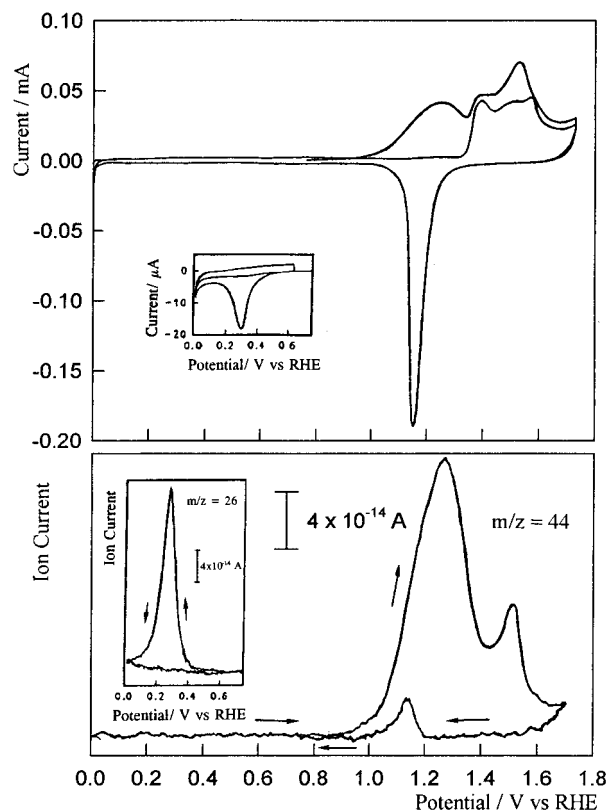 Current / mA
0.10
0.05
0.00
-0.05
-0.10
-0.15
-0.20
Current/ μA
0
-10
-20
0.0 0.2 0.4 0.6
Potential/ V vs RHE
Ion Current
Ion Current
m/z = 26
4x10⁻¹⁴ A
0.0 0.2 0.4 0.6
Potential/ V vs RHE
4 x 10⁻¹⁴ A
m/z = 44
0.0 0.2 0.4 0.6 0.8 1.0 1.2 1.4 1.6 1.8
Potential / V vs RHE